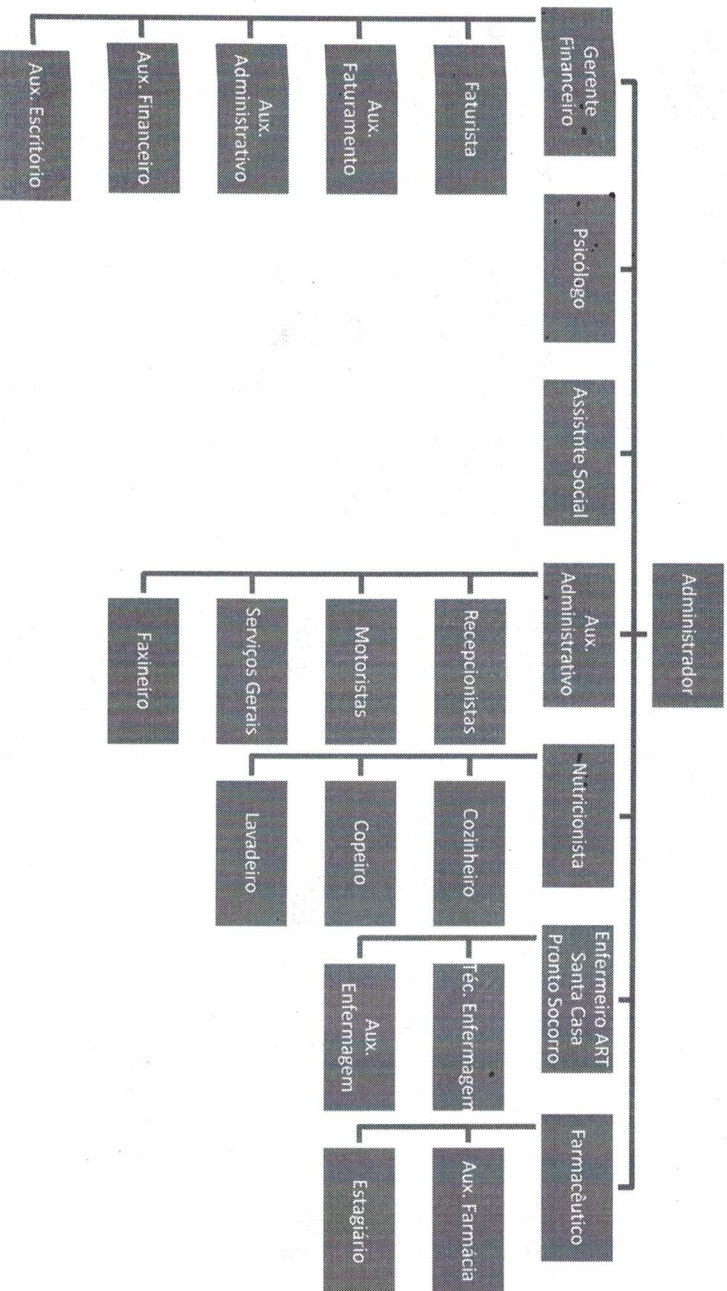 Administrador
Gerente
Financeiro
Faturista
Aux.
Faturamento
Aux.
Administrativo
Aux. Financeiro
Aux. Escritório
Psicólogo
Assistnte Social
Aux.
Administrativo
Recepcionistas
Motoristas
Serviços Gerais
Faxineiro
Nutricionista
Cozinheiro
Copeiro
Lavadeiro
Enfermeiro ART
Santa Casa
Pronto Socorro
Téc. Enfermagem
Aux.
Enfermagem
Farmacêutico
Aux. Farmácia
Estagiário